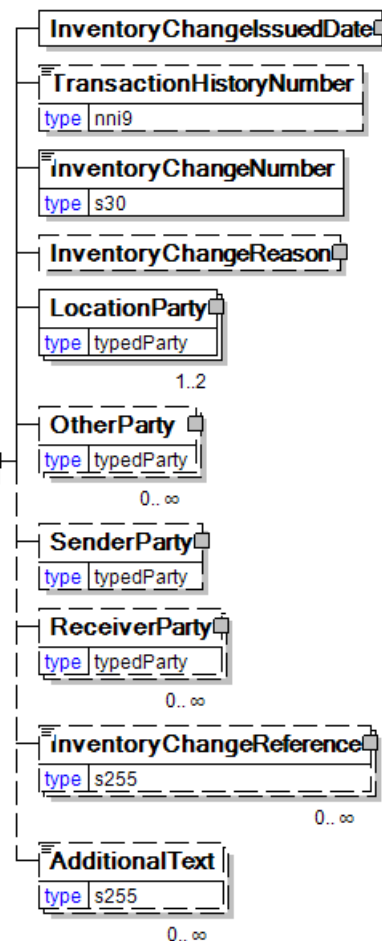 InventoryChangeIssuedDate
TransactionHistoryNumber
type nni9
InventoryChangeNumber
type s30
InventoryChangeReason
LocationParty
type typedParty
1..2
OtherParty
type typedParty
0.. ∞
SenderParty
type typedParty
ReceiverParty
type typedParty
0.. ∞
InventoryChangeReference
type s255
0.. ∞
AdditionalText
type s255
0.. ∞